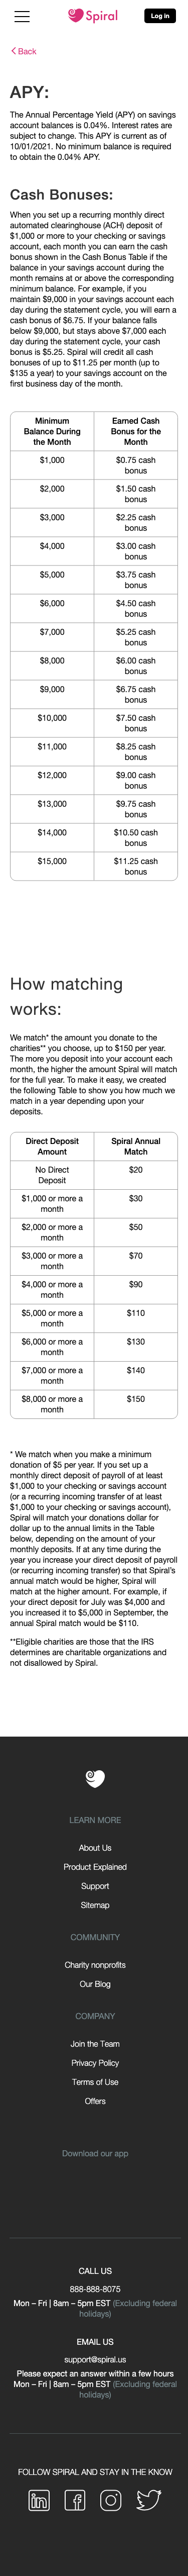 Spiral
Log in
Back
APY:
The Annual Percentage Yield (APY) on savings
account balances is 0.04%. Interest rates are
subject to change. This APY is current as of
10/01/2021. No minimum balance is required
to obtain the 0.04% APY.
Cash Bonuses:
When you set up a recurring monthly direct
automated clearinghouse (ACH) deposit of
$1,000 or more to your checking or savings
account, each month you can earn the cash
bonus shown in the Cash Bonus Table if the
balance in your savings account during the
month remains at or above the corresponding
minimum balance. For example, if you
maintain $9,000 in your savings account each
day during the statement cycle, you will earn a
cash bonus of $6.75. If your balance falls
below $9,000, but stays above $7,000 each
day during the statement cycle, your cash
bonus is $5.25. Spiral will credit all cash
bonuses of up to $11.25 per month (up to
$135 a year) to your savings account on the
first business day of the month.
Minimum Balance During the Month
Earned Cash Bonus for the Month
$1,000
$0.75 cash bonus
$2,000
$1.50 cash bonus
$3,000
$2.25 cash bonus
$4,000
$3.00 cash bonus
$5,000
$3.75 cash bonus
$6,000
$4.50 cash bonus
$7,000
$5.25 cash bonus
$8,000
$6.00 cash bonus
$9,000
$6.75 cash bonus
$10,000
$7.50 cash bonus
$11,000
$8.25 cash bonus
$12,000
$9.00 cash bonus
$13,000
$9.75 cash bonus
$14,000
$10.50 cash bonus
$15,000
$11.25 cash bonus
How matching
works:
We match* the amount you donate to the
charities** you choose, up to $150 per year.
The more you deposit into your account each
month, the higher the amount Spiral will match
for the full year. To make it easy, we created
the following Table to show you how much we
match in a year depending upon your
deposits.
Direct Deposit Amount
Spiral Annual Match
No Direct Deposit
$20
$1,000 or more a month
$30
$2,000 or more a month
$50
$3,000 or more a month
$70
$4,000 or more a month
$90
$5,000 or more a month
$110
$6,000 or more a month
$130
$7,000 or more a month
$140
$8,000 or more a month
$150
* We match when you make a minimum
donation of $5 per year. If you set up a
monthly direct deposit of payroll of at least
$1,000 to your checking or savings account
(or a recurring incoming transfer of at least
$1,000 to your checking or savings account),
Spiral will match your donations dollar for
dollar up to the annual limits in the Table
below, depending on the amount of your
monthly deposits. If at any time during the
year you increase your direct deposit of payroll
(or recurring incoming transfer) so that Spiral's
annual match would be higher, Spiral will
match at the higher amount. For example, if
your direct deposit for July was $4,000 and
you increased it to $5,000 in September, the
annual Spiral match would be $110.
**Eligible charities are those that the IRS
determines are charitable organizations and
not disallowed by Spiral.
LEARN MORE
About Us
Product Explained
Support
Sitemap
COMMUNITY
Charity nonprofits
Our Blog
COMPANY
Join the Team
Privacy Policy
Terms of Use
Offers
Download our app
CALL US
888-888-8075
Mon – Fri | 8am – 5pm EST (Excluding federal
holidays)
EMAIL US
support@spiral.us
Please expect an answer within a few hours
Mon – Fri | 8am – 5pm EST (Excluding federal
holidays)
FOLLOW SPIRAL AND STAY IN THE KNOW